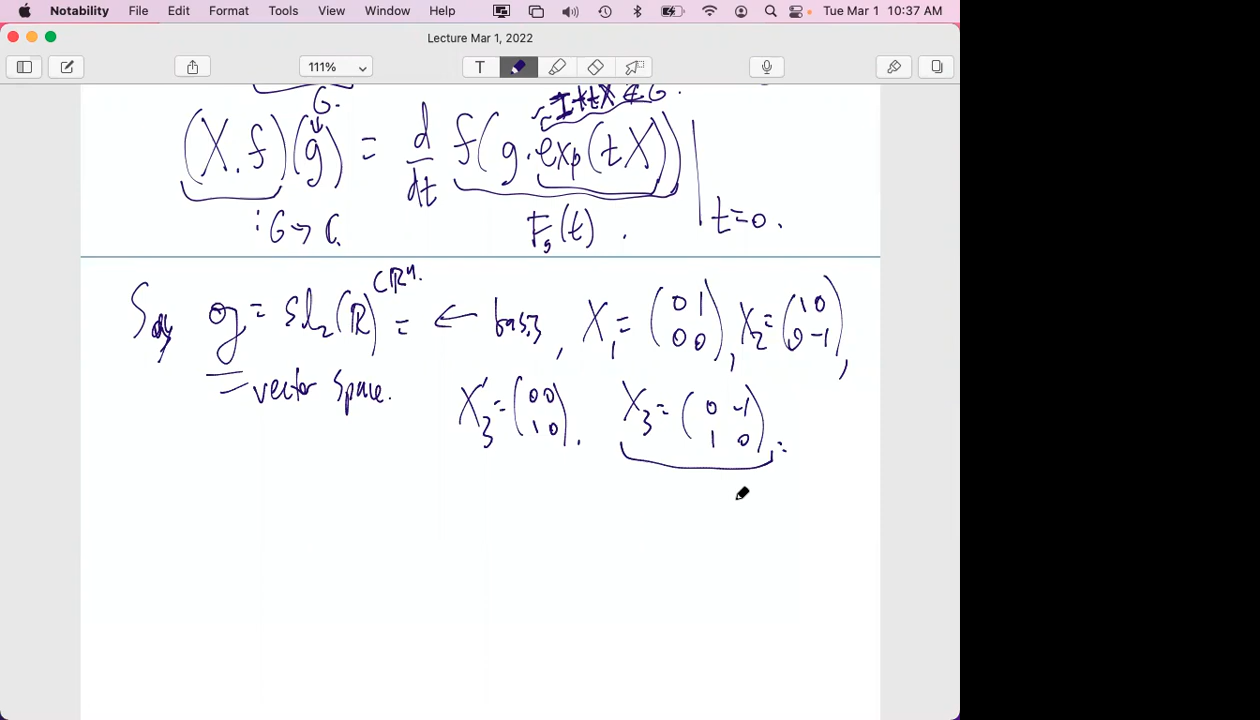 Notability File Edit Format Tools View Window Help Tue Mar 1 10:37 AM
Lecture Mar 1, 2022
111%
G. I+tX ∉ G.
(X.f)(g) = d/dt f(g·exp(tX)) | t=0.
: G → C. F_g(t).
Say 𝔤 = sl₂(ℝ) ⊂ℝ⁴. = ← basis, X₁ = (0 1 / 0 0), X₂ = (1 0 / 0 -1),
= vector space. X₃' = (0 0 / 1 0). X₃ = (0 -1 / 1 0), =